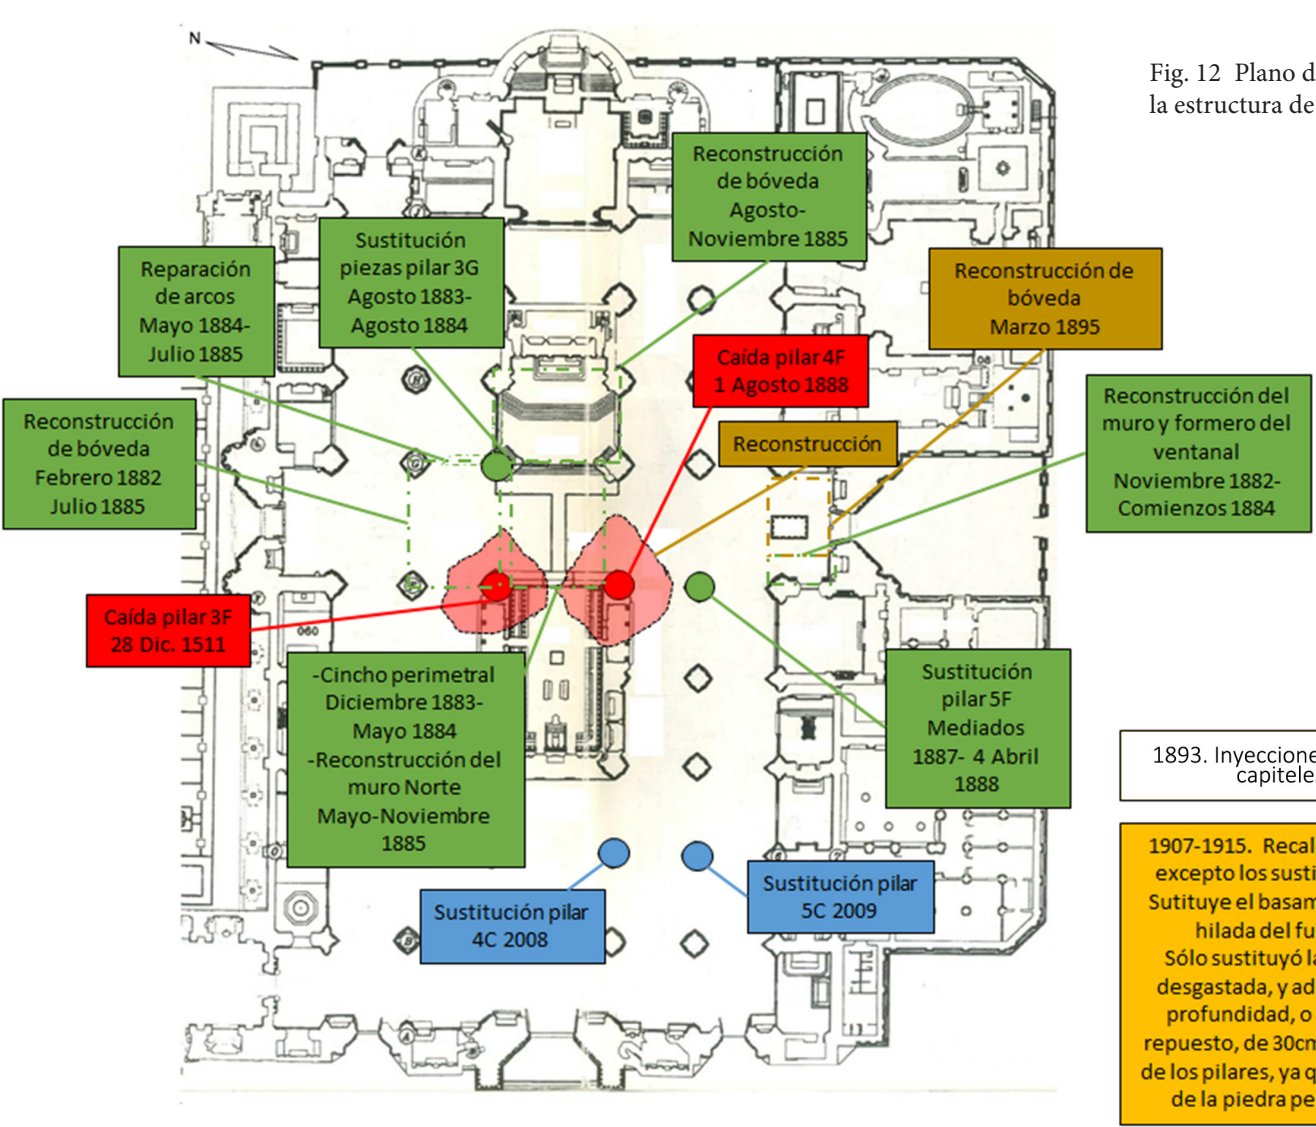 N
Fig. 12 Plano d
la estructura de
Reconstrucción
de bóveda
Agosto-
Noviembre 1885
Sustitución
piezas pilar 3G
Agosto 1883-
Agosto 1884
Reparación
de arcos
Mayo 1884-
Julio 1885
Reconstrucción de
bóveda
Marzo 1895
Caída pilar 4F
1 Agosto 1888
Reconstrucción del
muro y formero del
ventanal
Noviembre 1882-
Comienzos 1884
Reconstrucción
de bóveda
Febrero 1882
Julio 1885
Reconstrucción
Caída pilar 3F
28 Dic. 1511
-Cincho perimetral
Diciembre 1883-
Mayo 1884
-Reconstrucción del
muro Norte
Mayo-Noviembre
1885
Sustitución
pilar 5F
Mediados
1887- 4 Abril
1888
1893. Inyeccione
capitele
Sustitución pilar
5C 2009
Sustitución pilar
4C 2008
1907-1915. Recal
excepto los susti
Sutituye el basam
hilada del fu
Sólo sustituyó la
desgastada, y ad
profundidad, o
repuesto, de 30cm
de los pilares, ya q
de la piedra pe